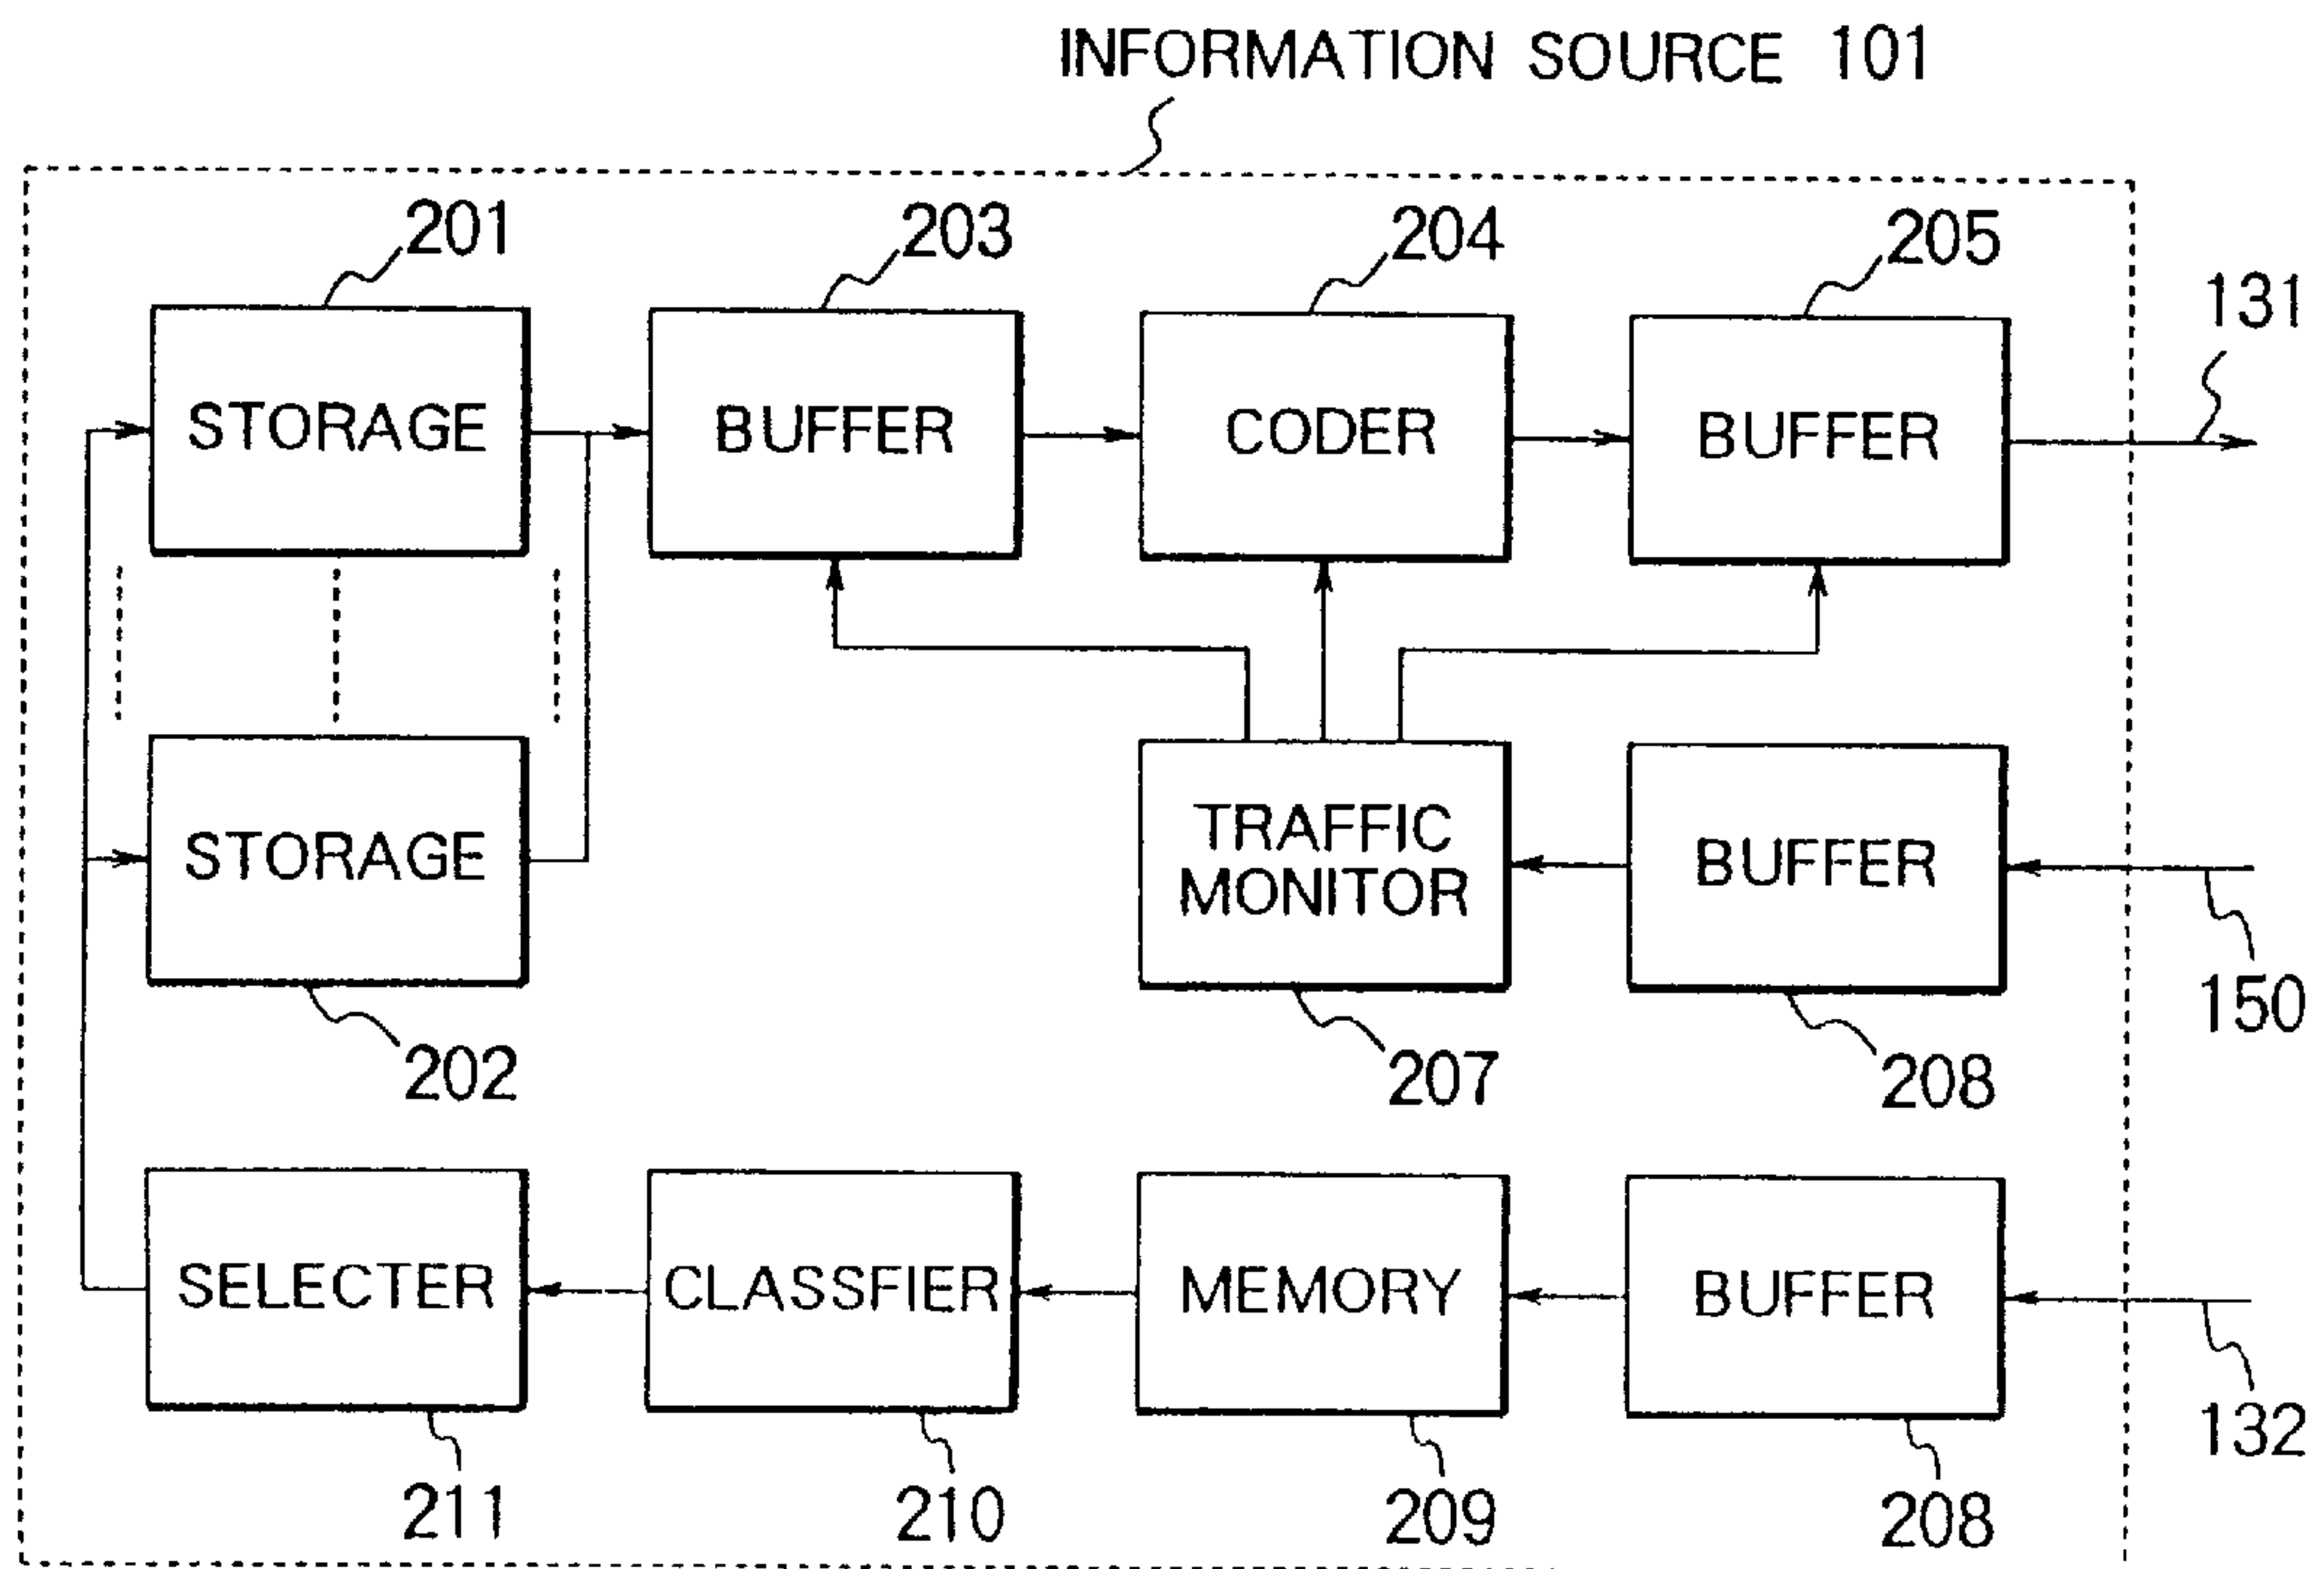 INFORMATION SOURCE 101
201
203
204
205
131
STORAGE
BUFFER
CODER
BUFFER
STORAGE
TRAFFIC
MONITOR
BUFFER
150
202
207
208
SELECTER
CLASSFIER
MEMORY
BUFFER
132
211
210
209
208